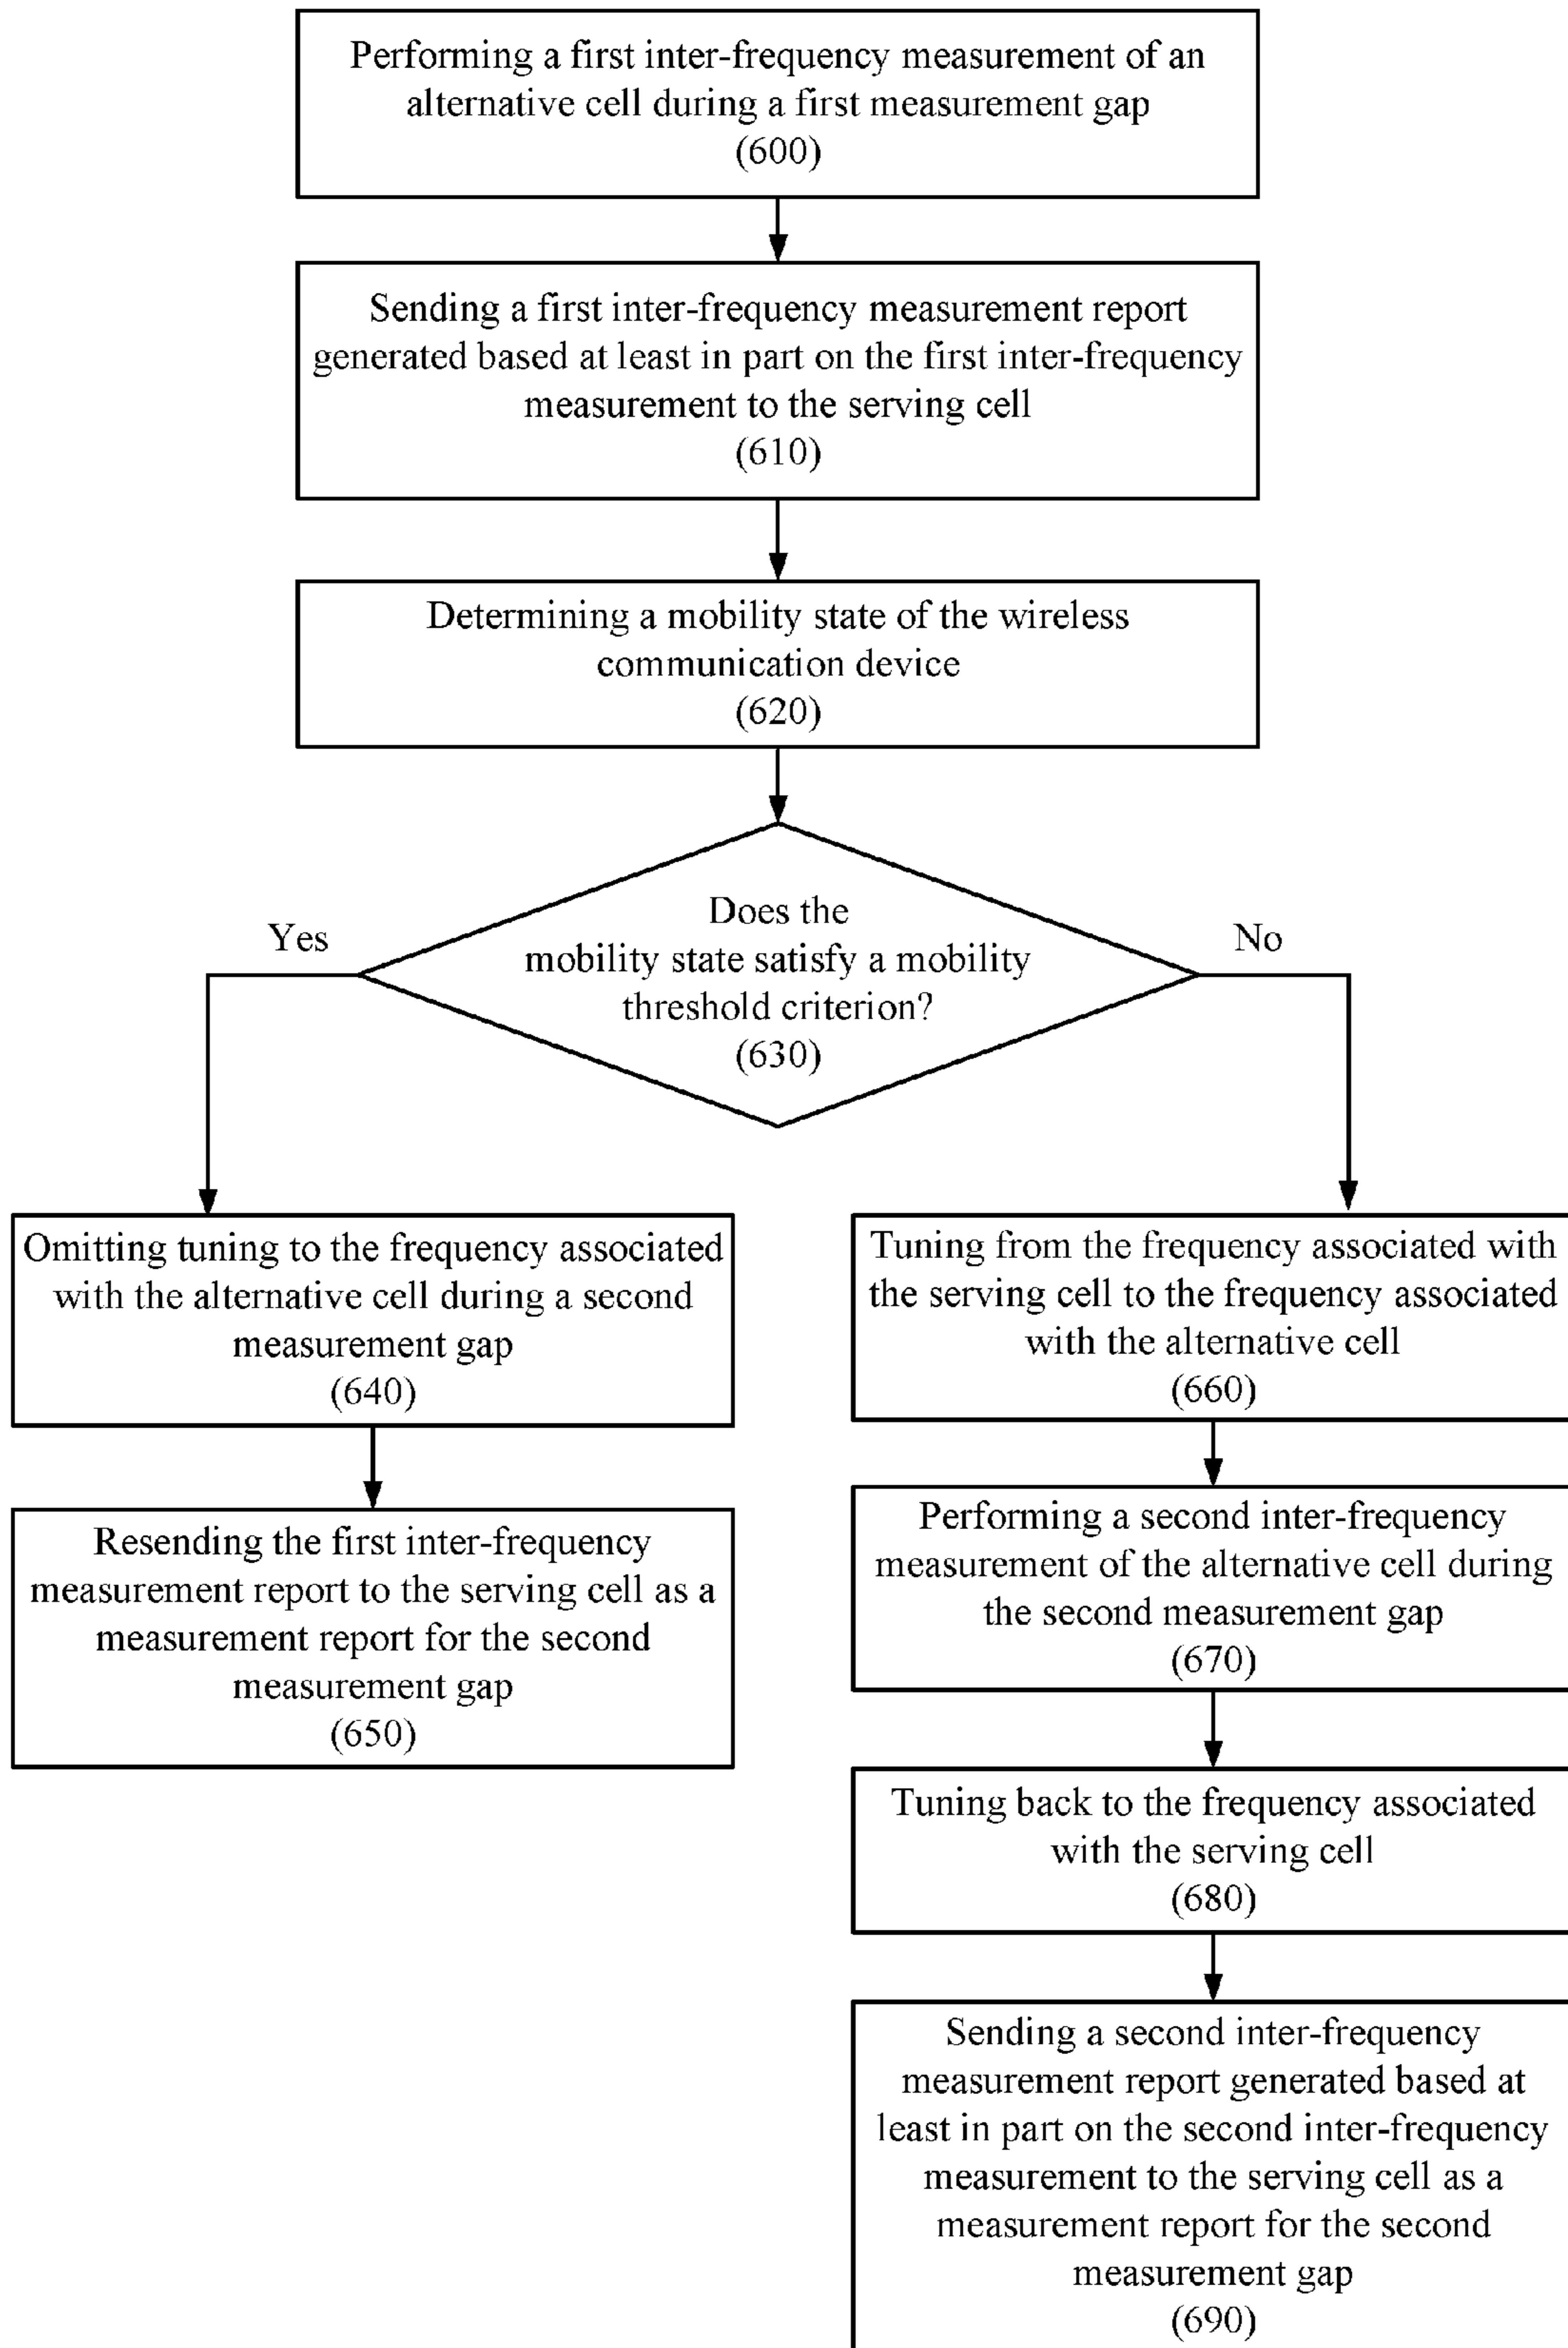 Performing a first inter-frequency measurement of an
alternative cell during a first measurement gap
(600)
Sending a first inter-frequency measurement report
generated based at least in part on the first inter-frequency
measurement to the serving cell
(610)
Determining a mobility state of the wireless
communication device
(620)
Does the
mobility state satisfy a mobility
threshold criterion?
(630)
Yes
No
Omitting tuning to the frequency associated
with the alternative cell during a second
measurement gap
(640)
Resending the first inter-frequency
measurement report to the serving cell as a
measurement report for the second
measurement gap
(650)
Tuning from the frequency associated with
the serving cell to the frequency associated
with the alternative cell
(660)
Performing a second inter-frequency
measurement of the alternative cell during
the second measurement gap
(670)
Tuning back to the frequency associated
with the serving cell
(680)
Sending a second inter-frequency
measurement report generated based at
least in part on the second inter-frequency
measurement to the serving cell as a
measurement report for the second
measurement gap
(690)